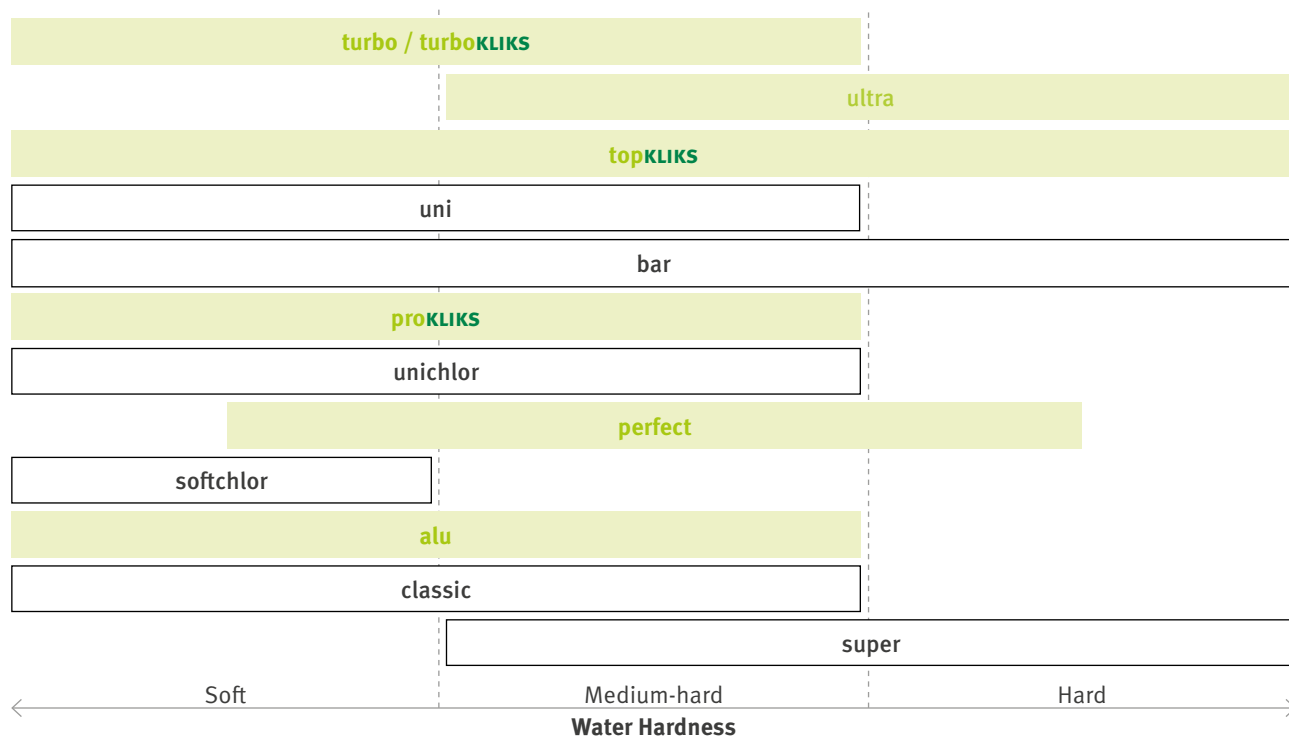 turbo / turboKLIKS
ultra
topKLIKS
uni
bar
proKLIKS
unichlor
perfect
softchlor
alu
classic
super
Soft Medium-hard Hard
Water Hardness